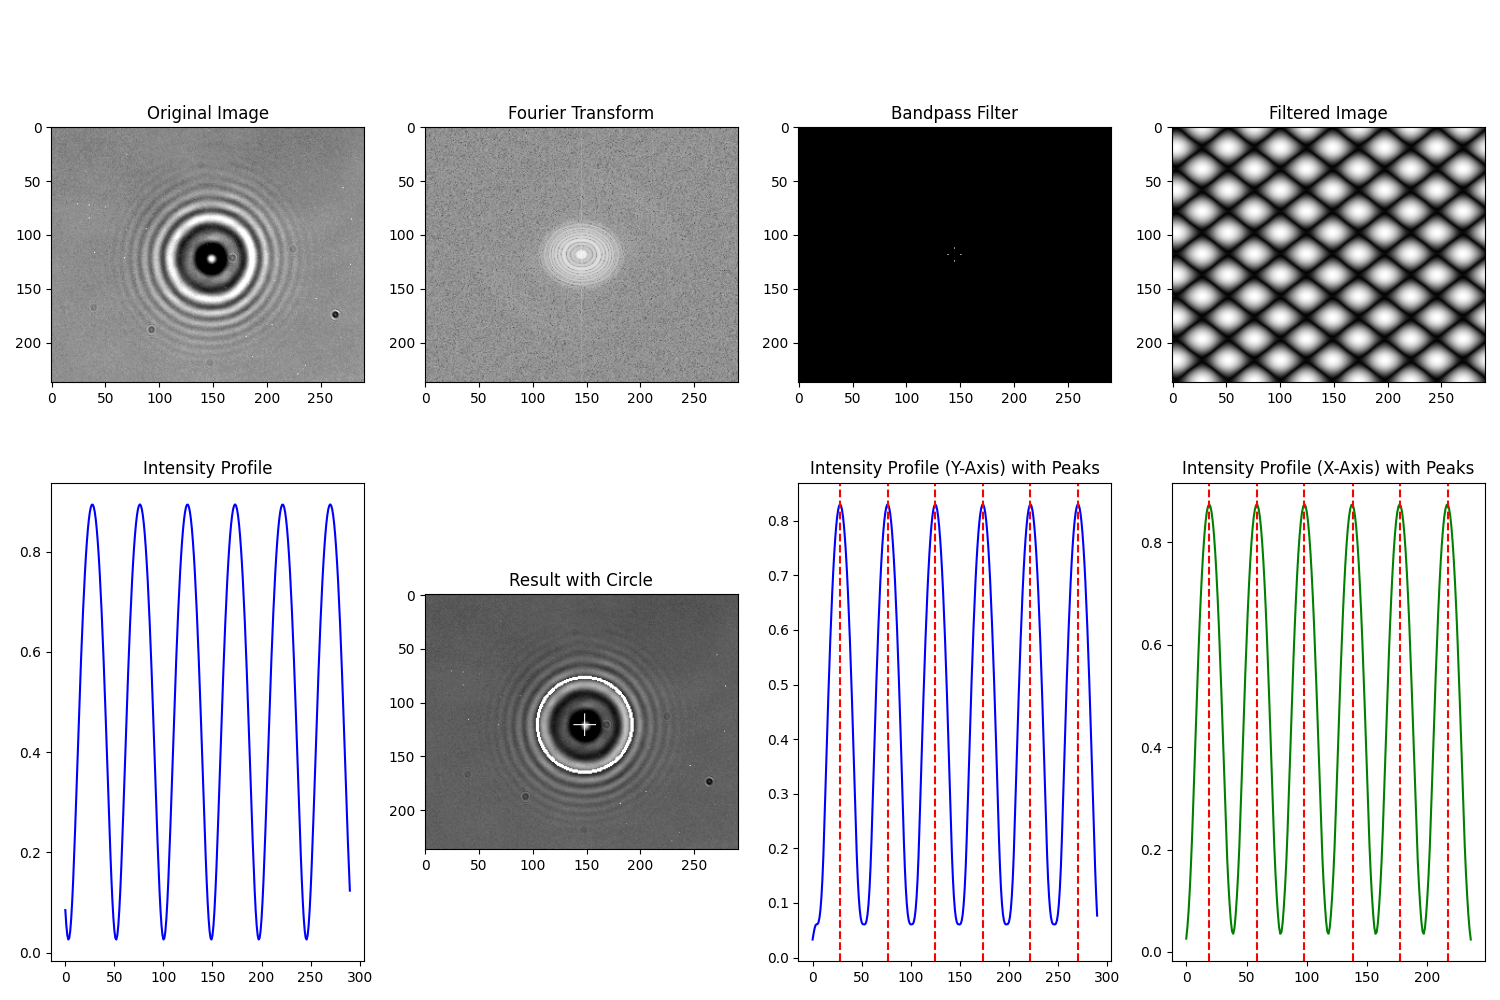 Original Image
0
50
100
150
200
0 50 100 150 200 250
Fourier Transform
0
50
100
150
200
0 50 100 150 200 250
Bandpass Filter
0
50
100
150
200
0 50 100 150 200 250
Filtered Image
0
50
100
150
200
0 50 100 150 200 250
Intensity Profile
0.8
0.6
0.4
0.2
0.0
0 50 100 150 200 250 300
Result with Circle
0
50
100
150
200
0 50 100 150 200 250
Intensity Profile (Y-Axis) with Peaks
0.8
0.7
0.6
0.5
0.4
0.3
0.2
0.1
0.0
0 50 100 150 200 250 300
Intensity Profile (X-Axis) with Peaks
0.8
0.6
0.4
0.2
0.0
0 50 100 150 200